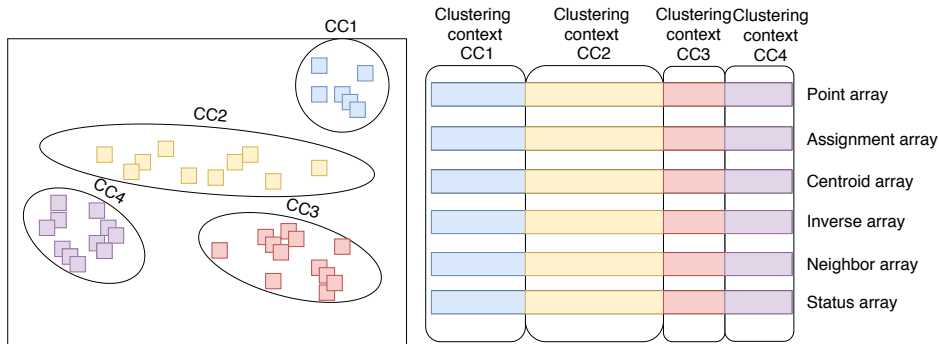 CC1
CC2
CC4
CC3
Clustering
context
CC1
Clustering
context
CC2
Clustering
context
CC3
Clustering
context
CC4
Point array
Assignment array
Centroid array
Inverse array
Neighbor array
Status array